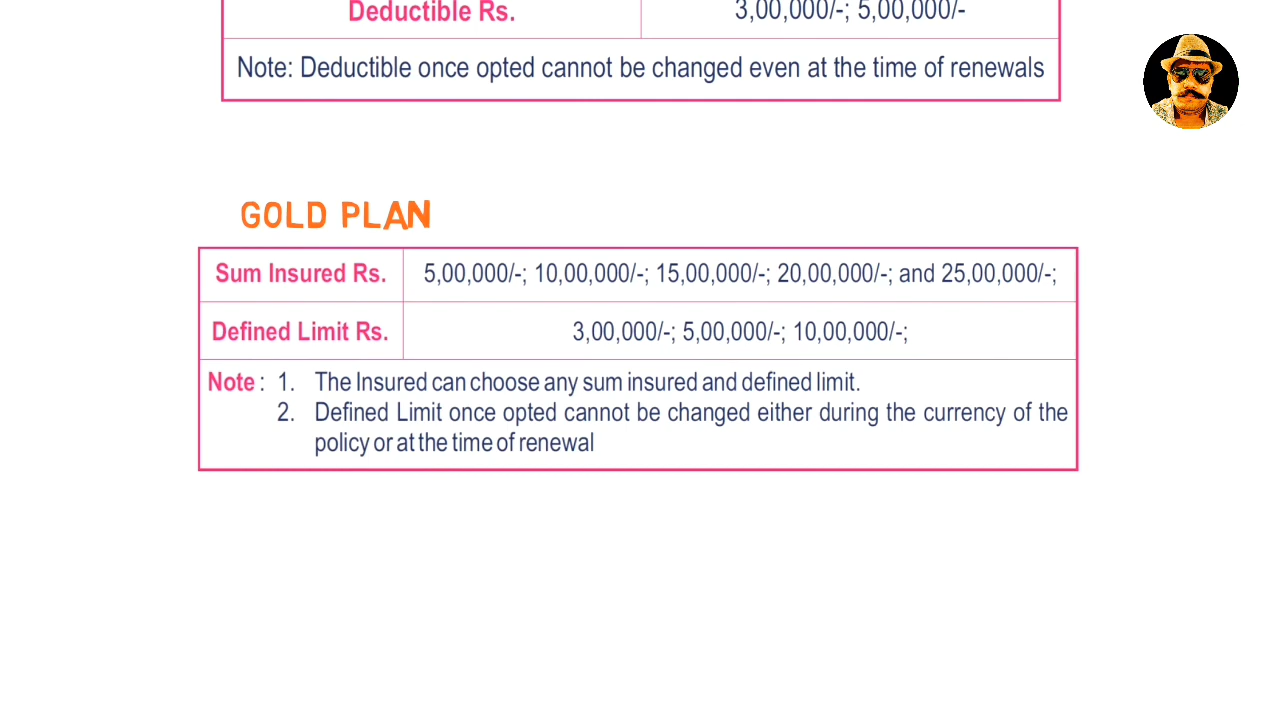 Deductible Rs. 3,00,000/-; 5,00,000/-
Note: Deductible once opted cannot be changed even at the time of renewals
GOLD PLAN
Sum Insured Rs. 5,00,000/-; 10,00,000/-; 15,00,000/-; 20,00,000/-; and 25,00,000/-;
Defined Limit Rs. 3,00,000/-; 5,00,000/-; 10,00,000/-;
Note : 1. The Insured can choose any sum insured and defined limit.
2. Defined Limit once opted cannot be changed either during the currency of the
policy or at the time of renewal